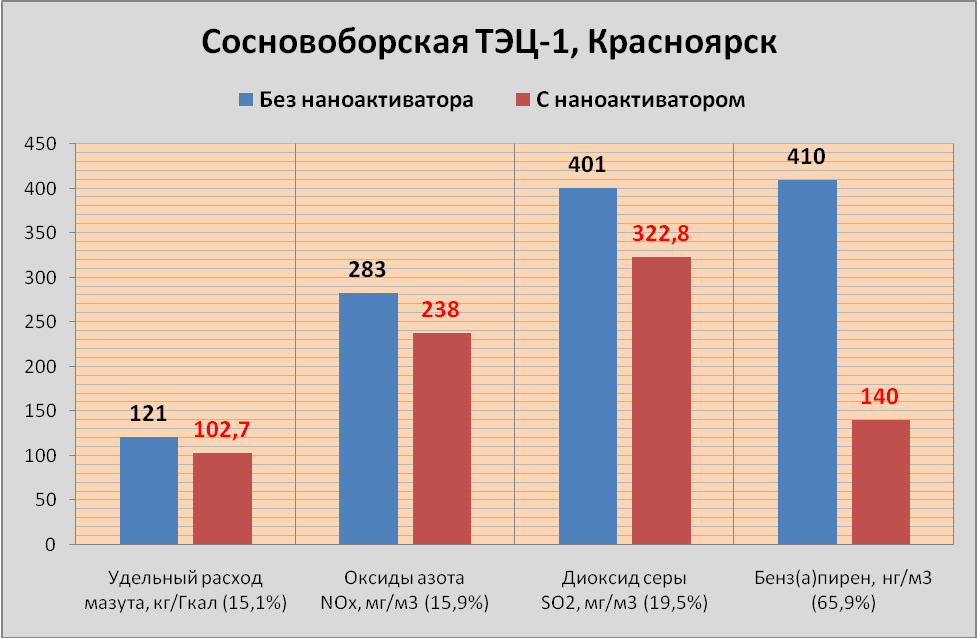 Сосновоборская ТЭЦ-1, Красноярск
Без наноактиватора
С наноактиватором
450
400
350
300
250
200
150
100
50
0
121
102,7
283
238
401
322,8
410
140
Удельный расход
мазута, кг/Гкал (15,1%)
Оксиды азота
NOx, мг/м3 (15,9%)
Диоксид серы
SO2, мг/м3 (19,5%)
Бенз(а)пирен, нг/м3
(65,9%)